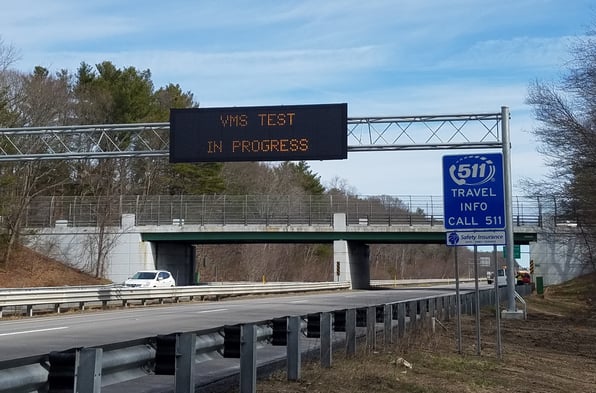 VMS TEST
IN PROGRESS
511
TRAVEL
INFO
CALL 511
Safety Insurance